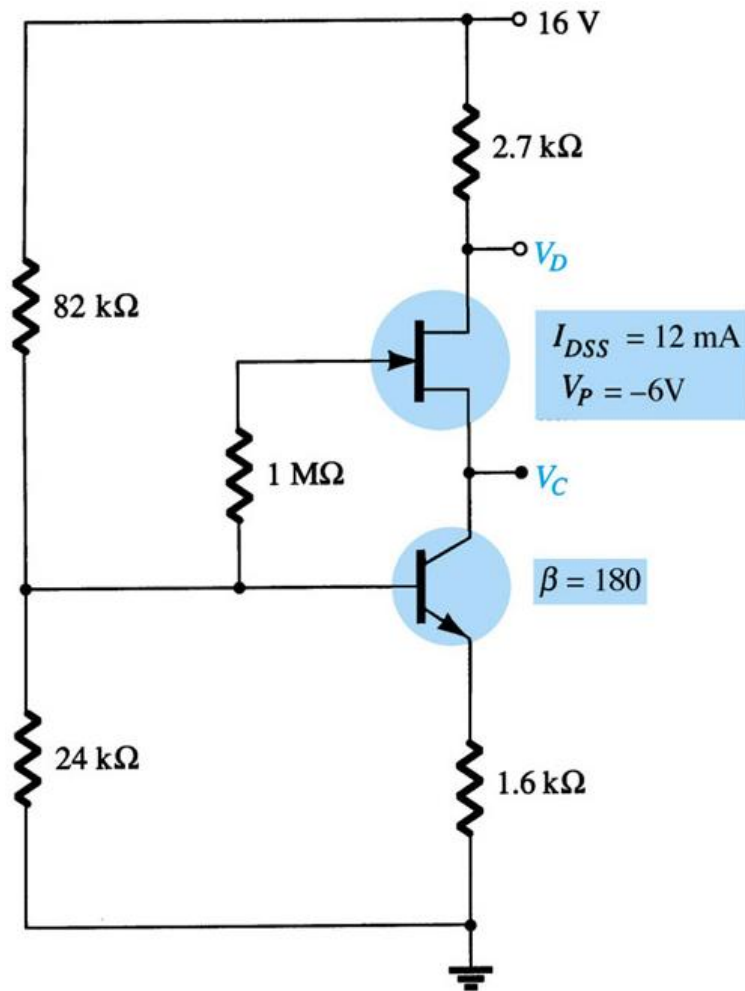 16 V
2.7 kΩ
V_D
82 kΩ
I_DSS = 12 mA
V_P = –6V
1 MΩ
V_C
β = 180
24 kΩ
1.6 kΩ